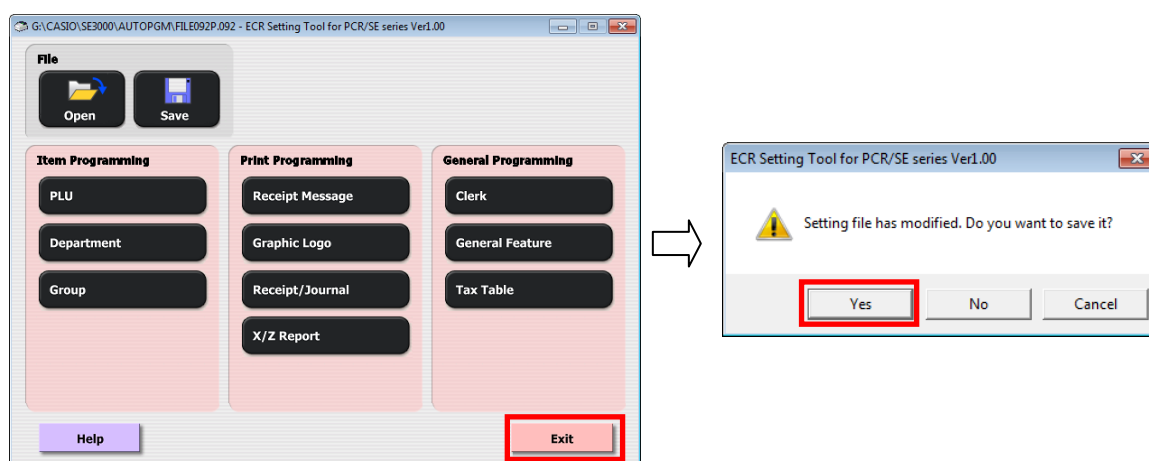 G:\CASIO\SE3000\AUTOPGM\FILE092P.092 - ECR Setting Tool for PCR/SE series Ver1.00
File
Open
Save
Item Programming
PLU
Department
Group
Print Programming
Receipt Message
Graphic Logo
Receipt/Journal
X/Z Report
General Programming
Clerk
General Feature
Tax Table
Help
Exit
ECR Setting Tool for PCR/SE series Ver1.00
Setting file has modified. Do you want to save it?
Yes
No
Cancel